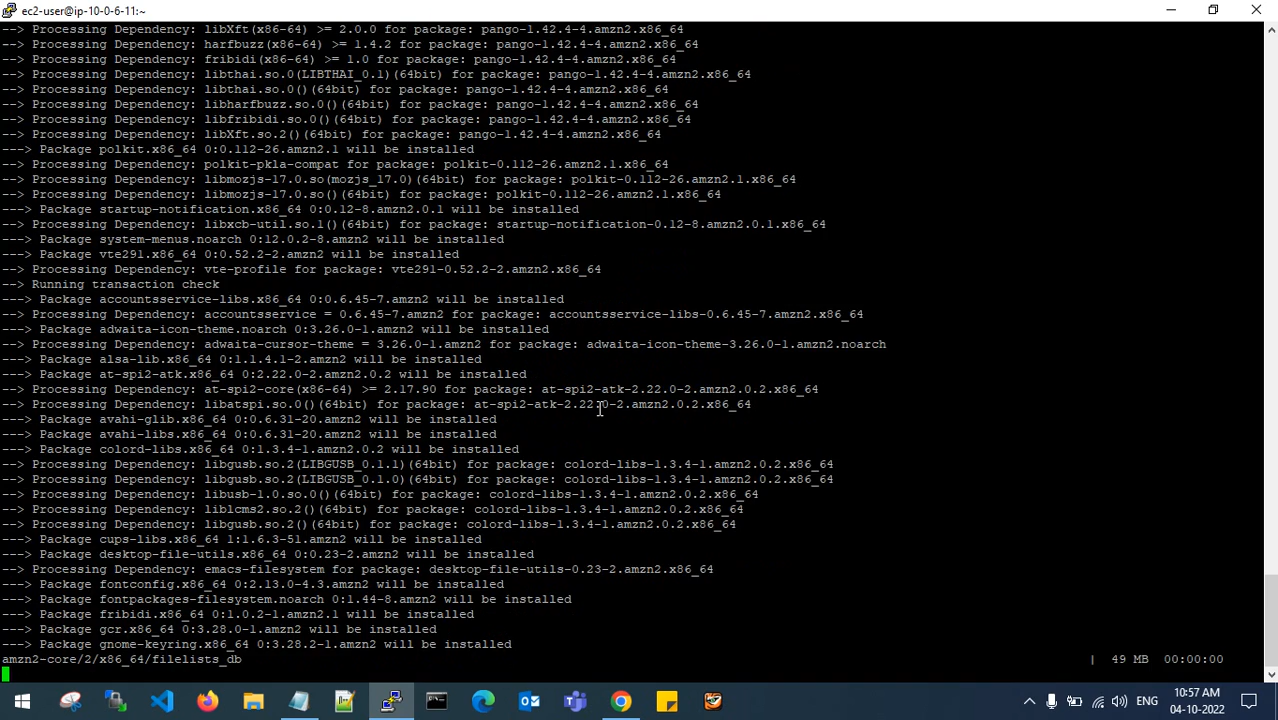 ec2-user@ip-10-0-6-11:~
--> Processing Dependency: libXft(x86-64) >= 2.0.0 for package: pango-1.42.4-4.amzn2.x86_64
--> Processing Dependency: harfbuzz(x86-64) >= 1.4.2 for package: pango-1.42.4-4.amzn2.x86_64
--> Processing Dependency: fribidi(x86-64) >= 1.0 for package: pango-1.42.4-4.amzn2.x86_64
--> Processing Dependency: libthai.so.0(LIBTHAI_0.1)(64bit) for package: pango-1.42.4-4.amzn2.x86_64
--> Processing Dependency: libthai.so.0()(64bit) for package: pango-1.42.4-4.amzn2.x86_64
--> Processing Dependency: libharfbuzz.so.0()(64bit) for package: pango-1.42.4-4.amzn2.x86_64
--> Processing Dependency: libfribidi.so.0()(64bit) for package: pango-1.42.4-4.amzn2.x86_64
--> Processing Dependency: libXft.so.2()(64bit) for package: pango-1.42.4-4.amzn2.x86_64
---> Package polkit.x86_64 0:0.112-26.amzn2.1 will be installed
--> Processing Dependency: polkit-pkla-compat for package: polkit-0.112-26.amzn2.1.x86_64
--> Processing Dependency: libmozjs-17.0.so(mozjs_17.0)(64bit) for package: polkit-0.112-26.amzn2.1.x86_64
--> Processing Dependency: libmozjs-17.0.so()(64bit) for package: polkit-0.112-26.amzn2.1.x86_64
---> Package startup-notification.x86_64 0:0.12-8.amzn2.0.1 will be installed
--> Processing Dependency: libxcb-util.so.1()(64bit) for package: startup-notification-0.12-8.amzn2.0.1.x86_64
---> Package system-menus.noarch 0:12.0.2-8.amzn2 will be installed
---> Package vte291.x86_64 0:0.52.2-2.amzn2 will be installed
--> Processing Dependency: vte-profile for package: vte291-0.52.2-2.amzn2.x86_64
--> Running transaction check
---> Package accountsservice-libs.x86_64 0:0.6.45-7.amzn2 will be installed
--> Processing Dependency: accountsservice = 0.6.45-7.amzn2 for package: accountsservice-libs-0.6.45-7.amzn2.x86_64
---> Package adwaita-icon-theme.noarch 0:3.26.0-1.amzn2 will be installed
--> Processing Dependency: adwaita-cursor-theme = 3.26.0-1.amzn2 for package: adwaita-icon-theme-3.26.0-1.amzn2.noarch
---> Package alsa-lib.x86_64 0:1.1.4.1-2.amzn2 will be installed
---> Package at-spi2-atk.x86_64 0:2.22.0-2.amzn2.0.2 will be installed
--> Processing Dependency: at-spi2-core(x86-64) >= 2.17.90 for package: at-spi2-atk-2.22.0-2.amzn2.0.2.x86_64
--> Processing Dependency: libatspi.so.0()(64bit) for package: at-spi2-atk-2.22.0-2.amzn2.0.2.x86_64
---> Package avahi-glib.x86_64 0:0.6.31-20.amzn2 will be installed
---> Package avahi-libs.x86_64 0:0.6.31-20.amzn2 will be installed
---> Package colord-libs.x86_64 0:1.3.4-1.amzn2.0.2 will be installed
--> Processing Dependency: libgusb.so.2(LIBGUSB_0.1.1)(64bit) for package: colord-libs-1.3.4-1.amzn2.0.2.x86_64
--> Processing Dependency: libgusb.so.2(LIBGUSB_0.1.0)(64bit) for package: colord-libs-1.3.4-1.amzn2.0.2.x86_64
--> Processing Dependency: libusb-1.0.so.0()(64bit) for package: colord-libs-1.3.4-1.amzn2.0.2.x86_64
--> Processing Dependency: liblcms2.so.2()(64bit) for package: colord-libs-1.3.4-1.amzn2.0.2.x86_64
--> Processing Dependency: libgusb.so.2()(64bit) for package: colord-libs-1.3.4-1.amzn2.0.2.x86_64
---> Package cups-libs.x86_64 1:1.6.3-51.amzn2 will be installed
---> Package desktop-file-utils.x86_64 0:0.23-2.amzn2 will be installed
--> Processing Dependency: emacs-filesystem for package: desktop-file-utils-0.23-2.amzn2.x86_64
---> Package fontconfig.x86_64 0:2.13.0-4.3.amzn2 will be installed
---> Package fontpackages-filesystem.noarch 0:1.44-8.amzn2 will be installed
---> Package fribidi.x86_64 0:1.0.2-1.amzn2.1 will be installed
---> Package gcr.x86_64 0:3.28.0-1.amzn2 will be installed
---> Package gnome-keyring.x86_64 0:3.28.2-1.amzn2 will be installed
amzn2-core/2/x86_64/filelists_db | 49 MB 00:00:00
ENG
10:57 AM
04-10-2022